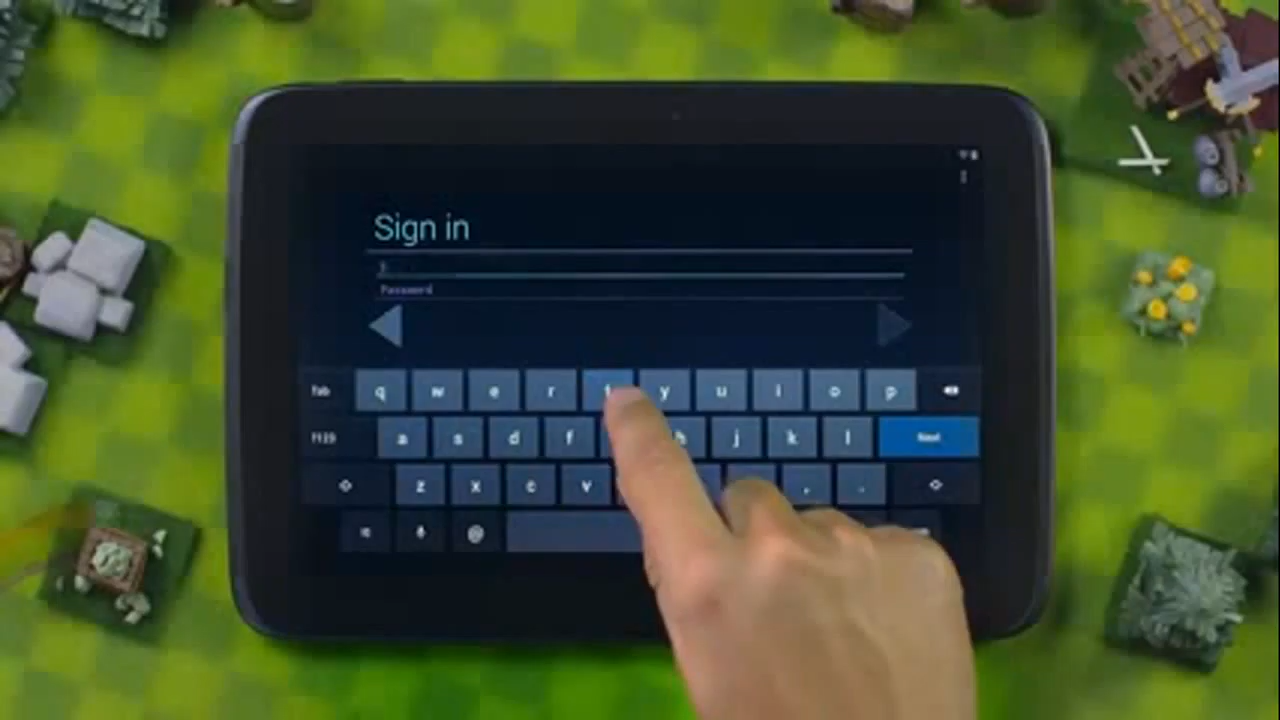 Sign in
Password
Tab q w e r t y u i o p
?123 a s d f h j k l Next
z x c v , .
@